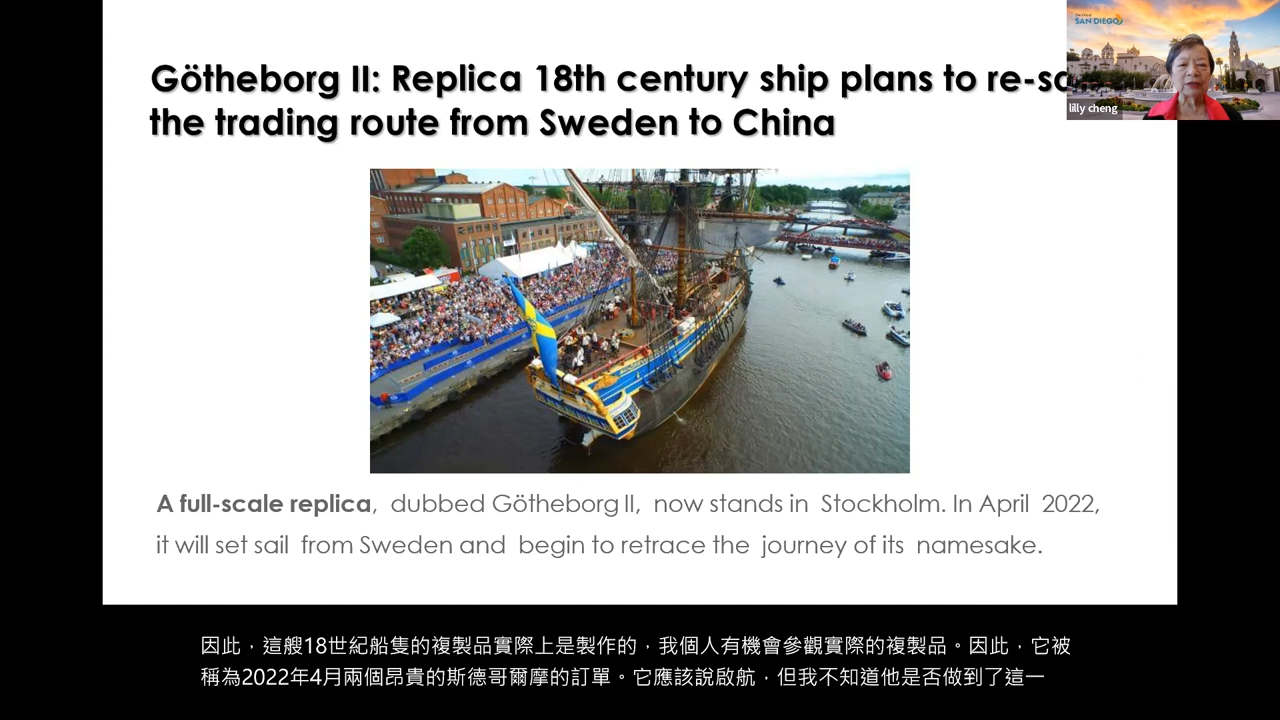 Götheborg II: Replica 18th century ship plans to re-sa
the trading route from Sweden to China
SAN DIEGO
lilly cheng
A full-scale replica, dubbed Götheborg II, now stands in Stockholm. In April 2022,
it will set sail from Sweden and begin to retrace the journey of its namesake.
因此，這艘18世紀船隻的複製品實際上是製作的，我個人有機會參觀實際的複製品。因此，它被
稱為2022年4月兩個昂貴的斯德哥爾摩的訂單。它應該說啟航，但我不知道他是否做到了這一